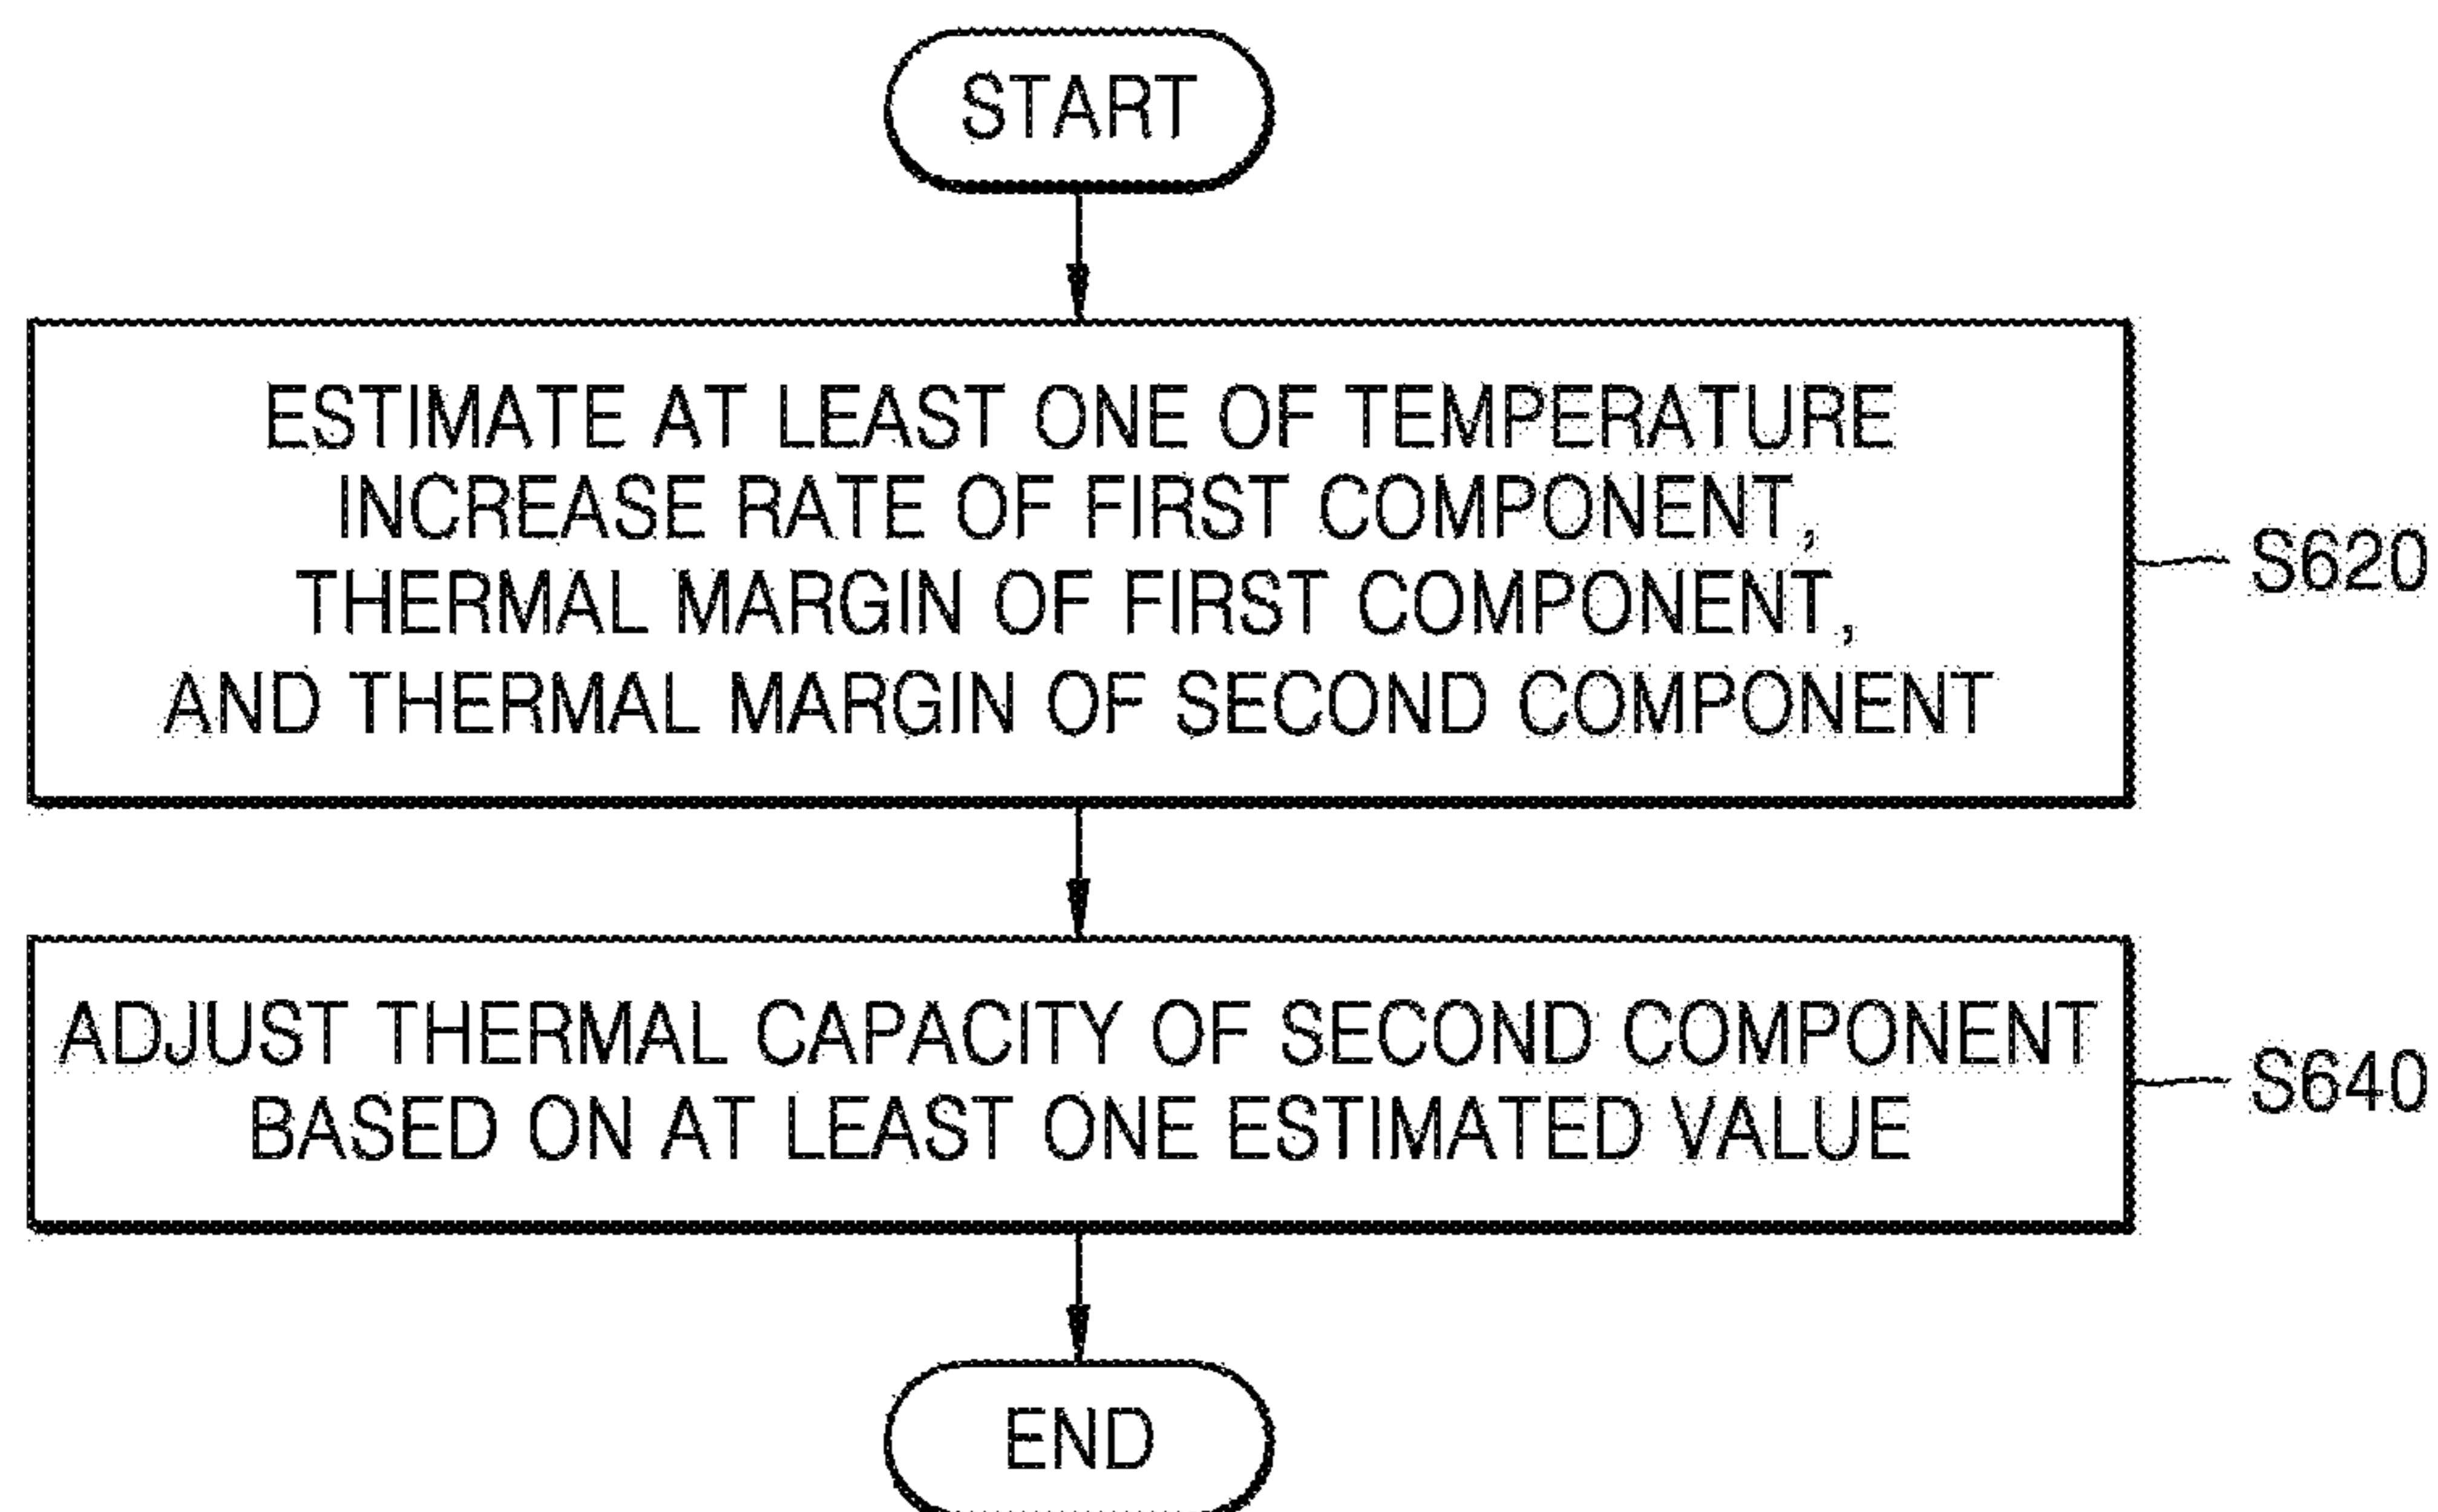 START
ESTIMATE AT LEAST ONE OF TEMPERATURE
INCREASE RATE OF FIRST COMPONENT,
THERMAL MARGIN OF FIRST COMPONENT,
AND THERMAL MARGIN OF SECOND COMPONENT
S620
ADJUST THERMAL CAPACITY OF SECOND COMPONENT
BASED ON AT LEAST ONE ESTIMATED VALUE
S640
END